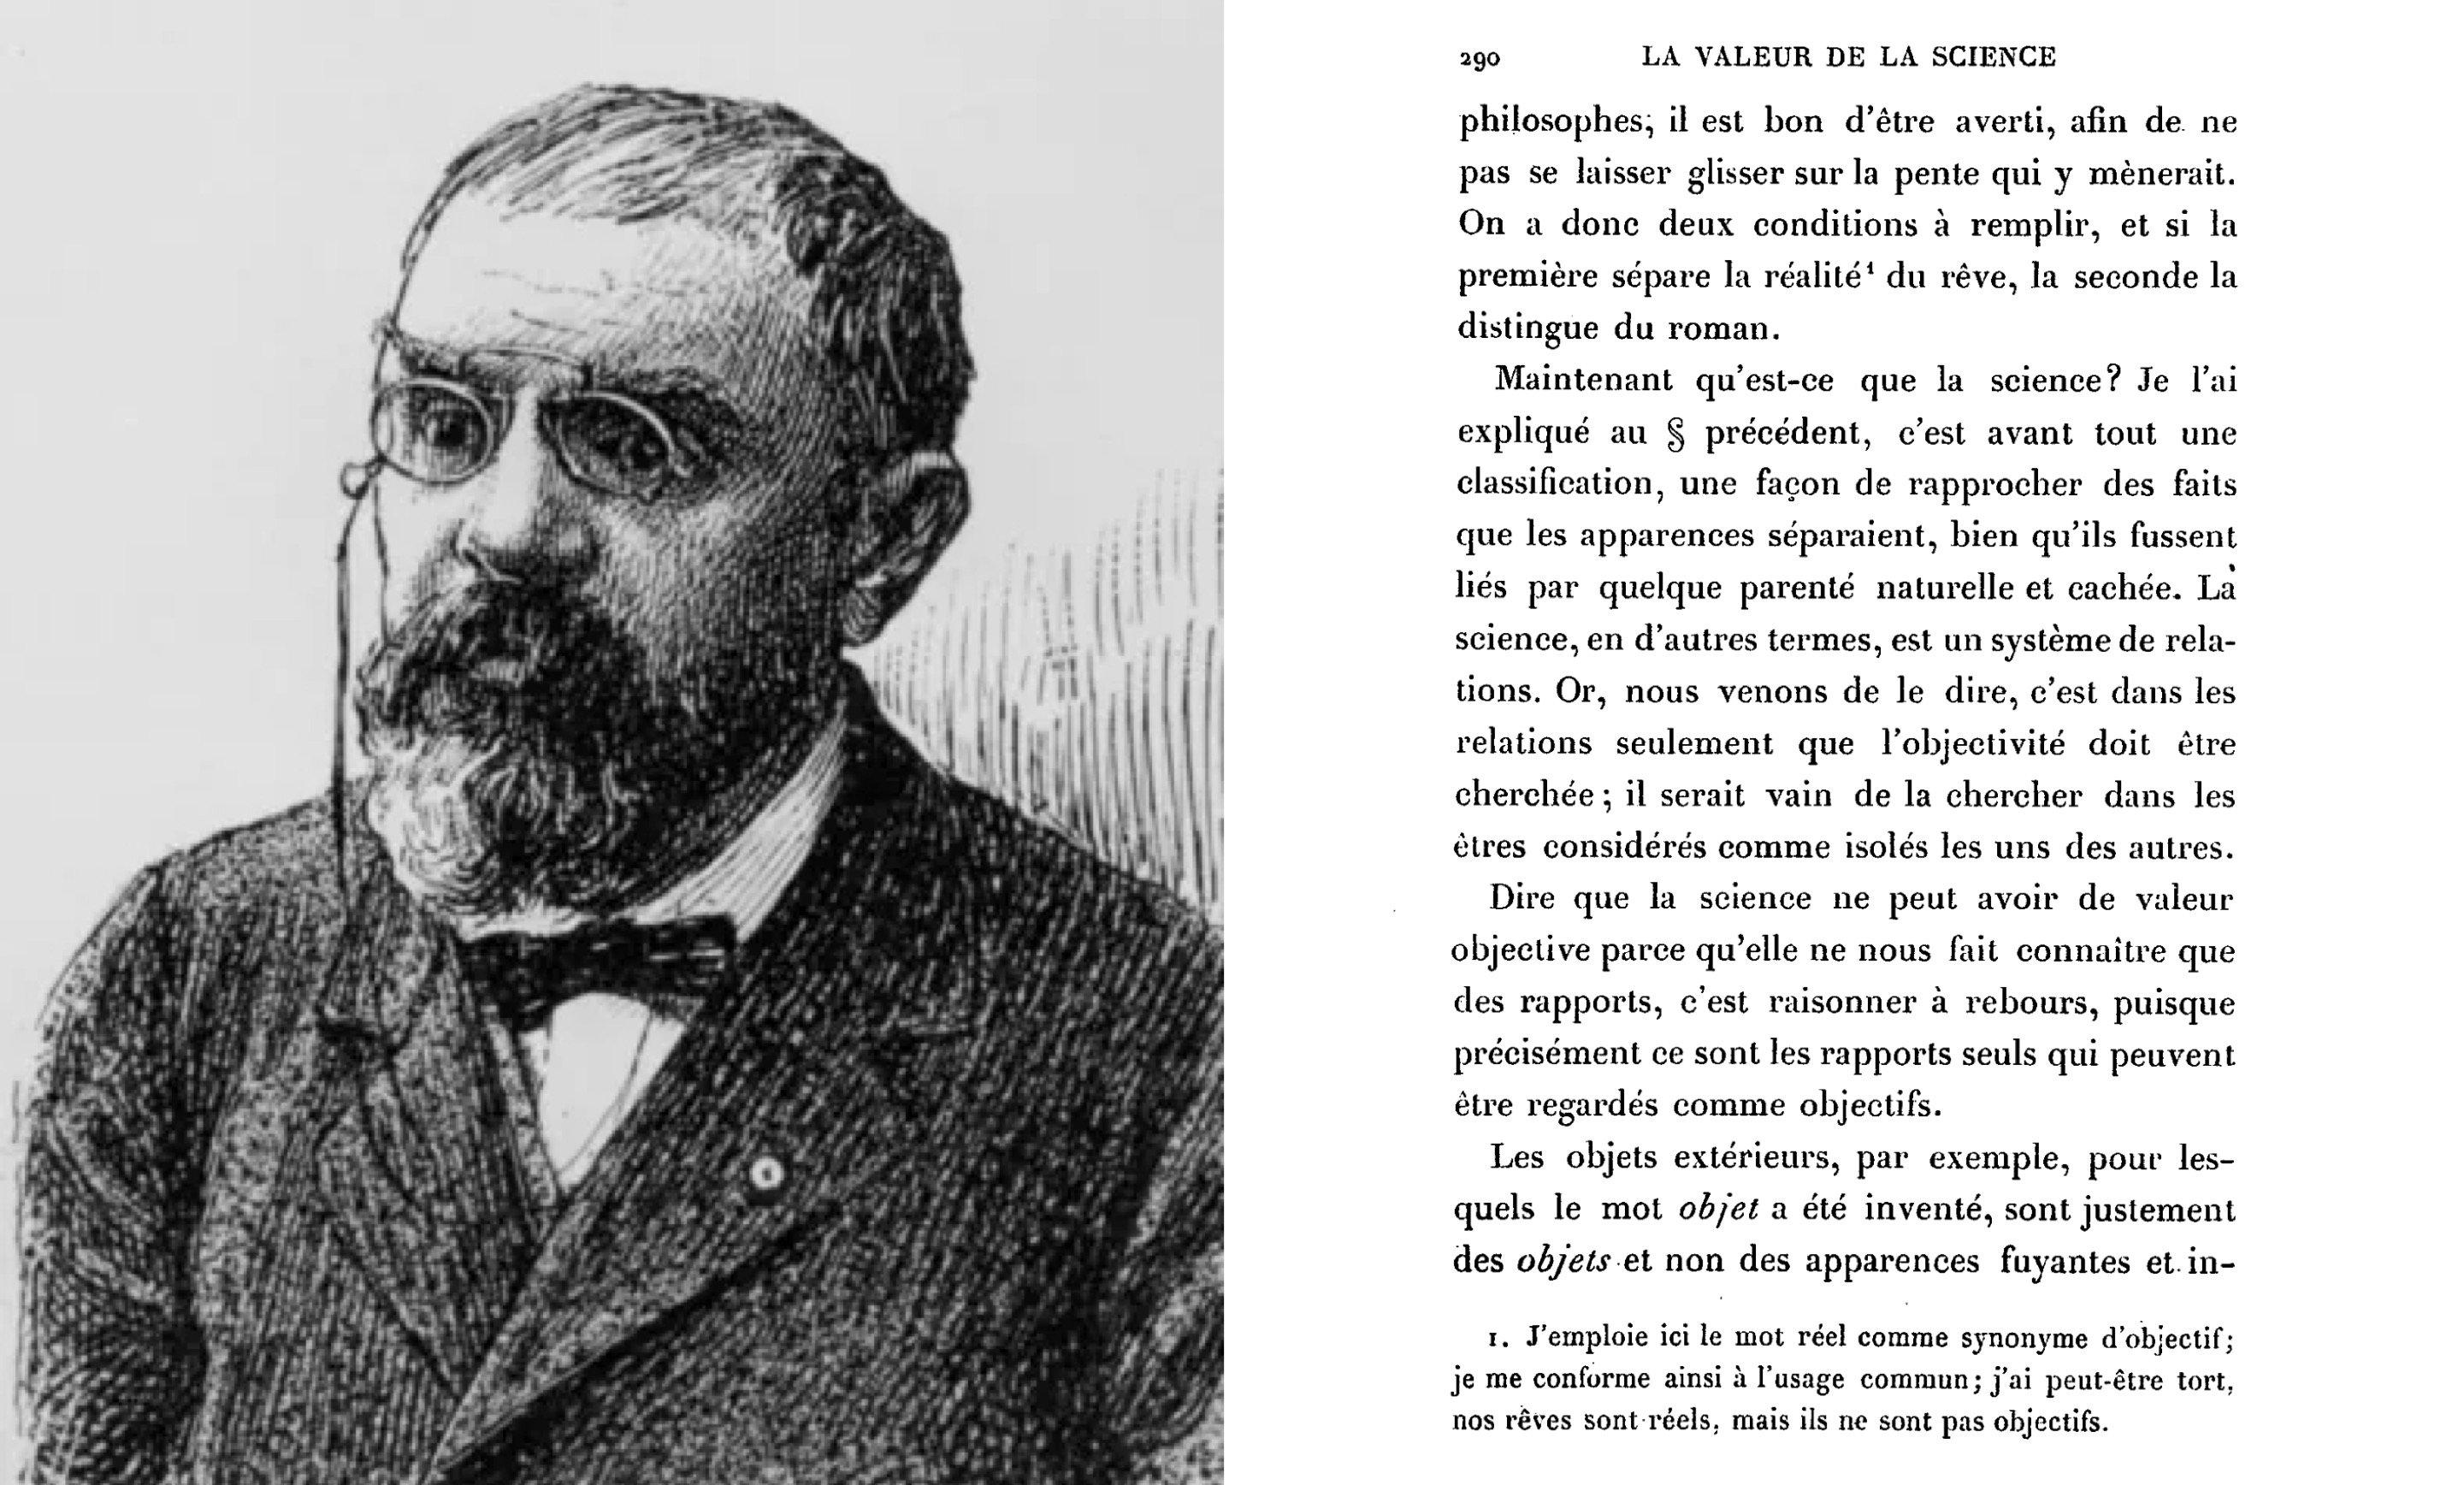 290 LA VALEUR DE LA SCIENCE
philosophes; il est bon d'être averti, afin de ne
pas se laisser glisser sur la pente qui y mènerait.
On a donc deux conditions à remplir, et si la
première sépare la réalité¹ du rêve, la seconde la
distingue du roman.
Maintenant qu'est-ce que la science? Je l'ai
expliqué au § précédent, c'est avant tout une
classification, une façon de rapprocher des faits
que les apparences séparaient, bien qu'ils fussent
liés par quelque parenté naturelle et cachée. La
science, en d'autres termes, est un système de rela-
tions. Or, nous venons de le dire, c'est dans les
relations seulement que l'objectivité doit être
cherchée; il serait vain de la chercher dans les
êtres considérés comme isolés les uns des autres.
Dire que la science ne peut avoir de valeur
objective parce qu'elle ne nous fait connaître que
des rapports, c'est raisonner à rebours, puisque
précisément ce sont les rapports seuls qui peuvent
être regardés comme objectifs.
Les objets extérieurs, par exemple, pour les-
quels le mot objet a été inventé, sont justement
des objets et non des apparences fuyantes et in-
1. J'emploie ici le mot réel comme synonyme d'objectif;
je me conforme ainsi à l'usage commun; j'ai peut-être tort,
nos rêves sont réels, mais ils ne sont pas objectifs.